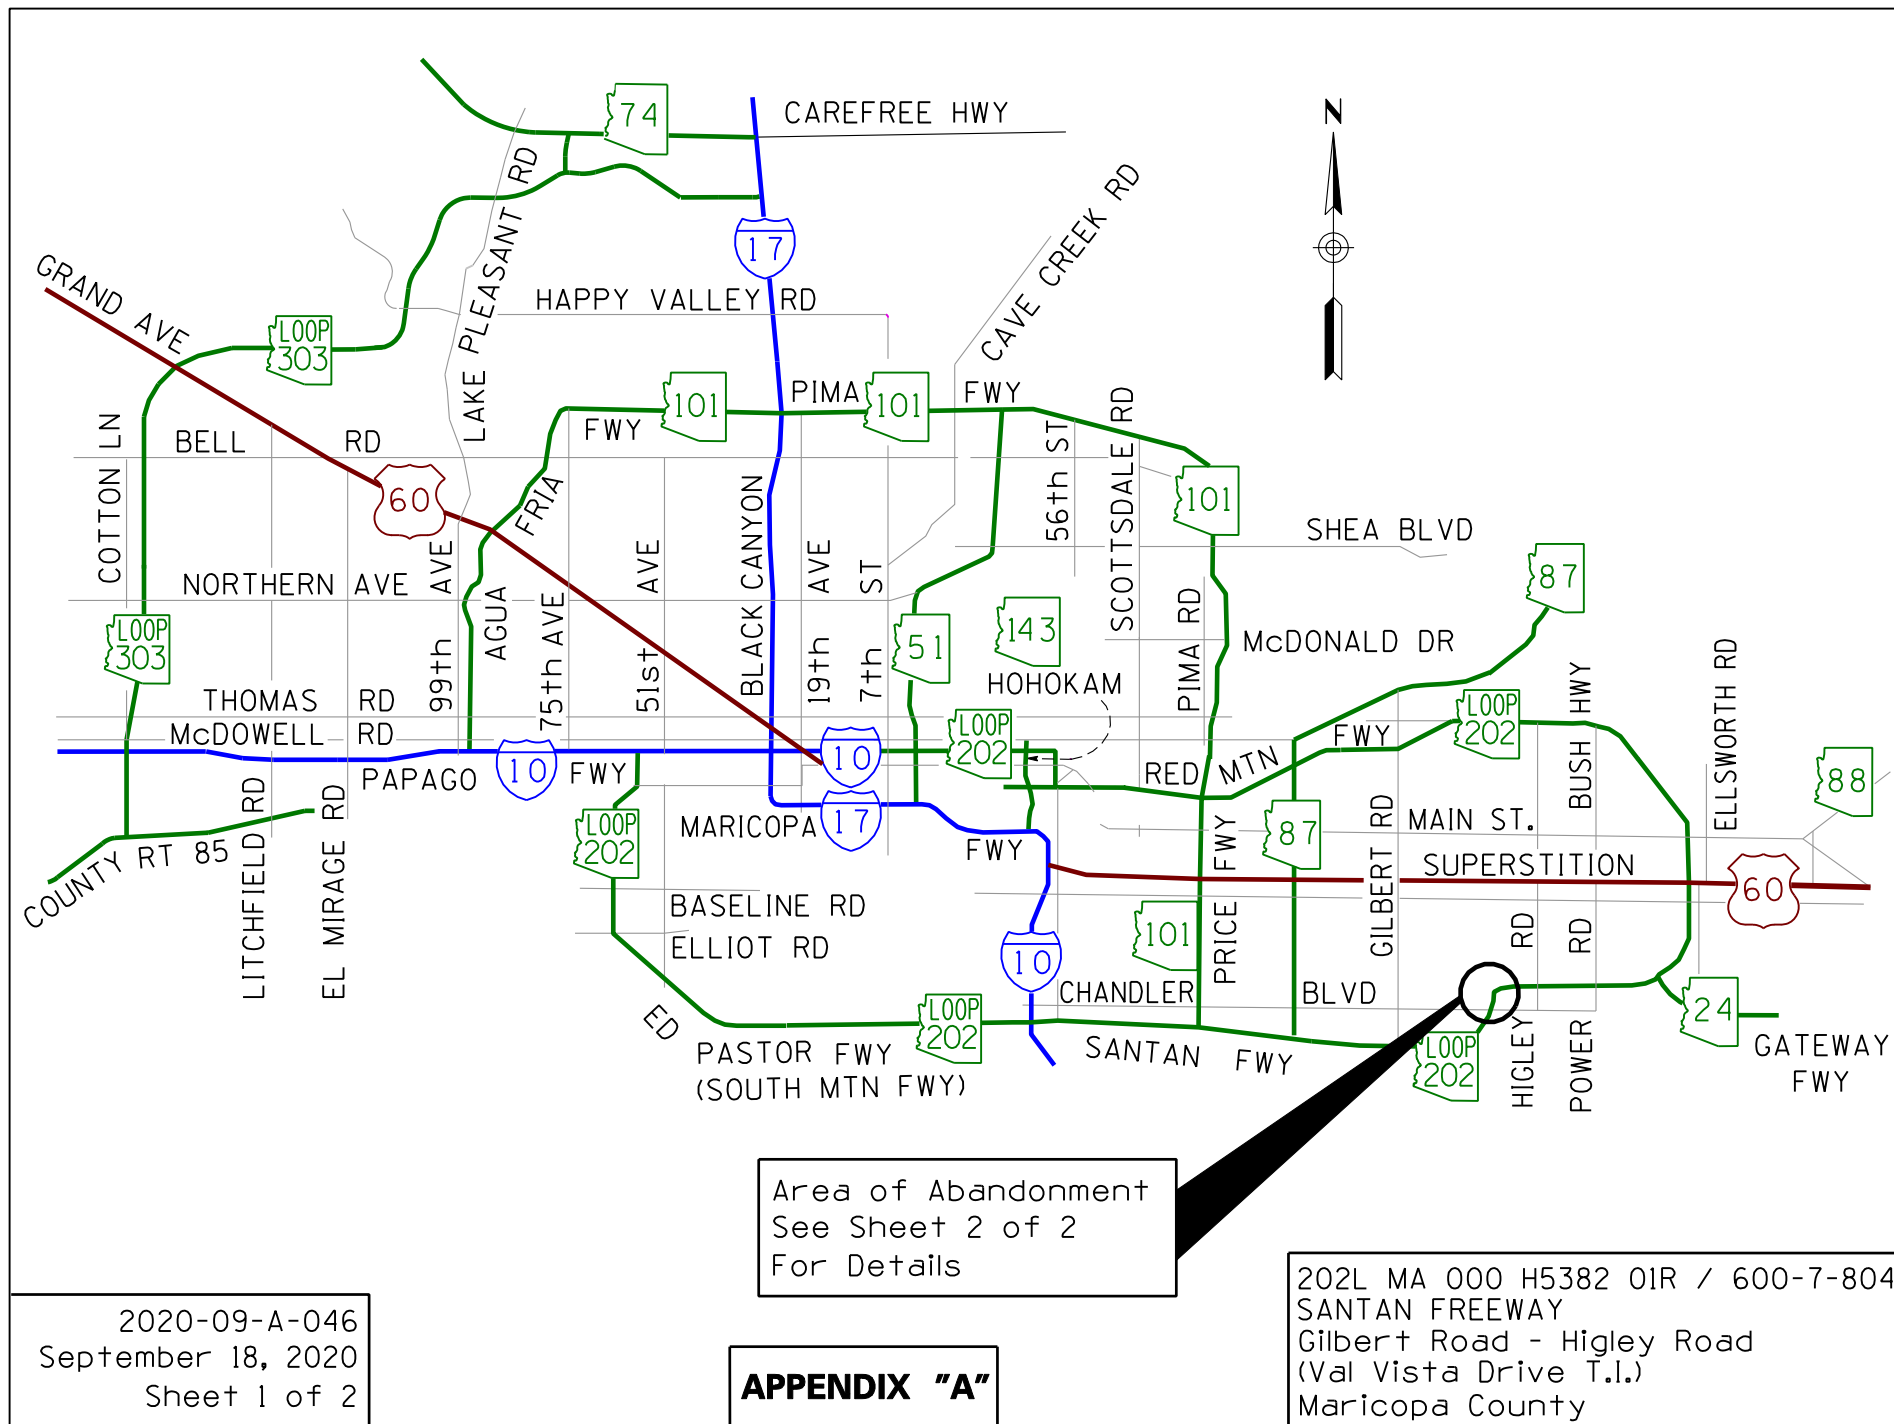 74
CAREFREE HWY
N
LAKE PLEASANT RD
17
CAVE CREEK RD
GRAND AVE
HAPPY VALLEY RD
LOOP
303
101
PIMA
101
FWY
FWY
COTTON LN
BELL RD
60
AGUA FRIA
BLACK CANYON
56th ST
SCOTTSDALE RD
101
SHEA BLVD
87
NORTHERN AVE
99th AVE
75th AVE
51st AVE
19th AVE
7th ST
51
143
HOHOKAM
PIMA RD
McDONALD DR
LOOP
303
THOMAS RD
McDOWELL RD
PAPAGO
10
FWY
10
LOOP
202
RED MTN FWY
LOOP
202
BUSH HWY
ELLSWORTH RD
88
LITCHFIELD RD
EL MIRAGE RD
COUNTY RT 85
LOOP
202
MARICOPA
17
FWY
PRICE FWY
87
GILBERT RD
MAIN ST.
SUPERSTITION
60
BASELINE RD
ELLIOT RD
101
10
CHANDLER BLVD
HIGLEY RD
POWER RD
24
GATEWAY
FWY
ED
PASTOR FWY
(SOUTH MTN FWY)
LOOP
202
SANTAN FWY
LOOP
202
Area of Abandonment
See Sheet 2 of 2
For Details
2020-09-A-046
September 18, 2020
Sheet 1 of 2
APPENDIX "A"
202L MA 000 H5382 01R / 600-7-804
SANTAN FREEWAY
Gilbert Road - Higley Road
(Val Vista Drive T.I.)
Maricopa County